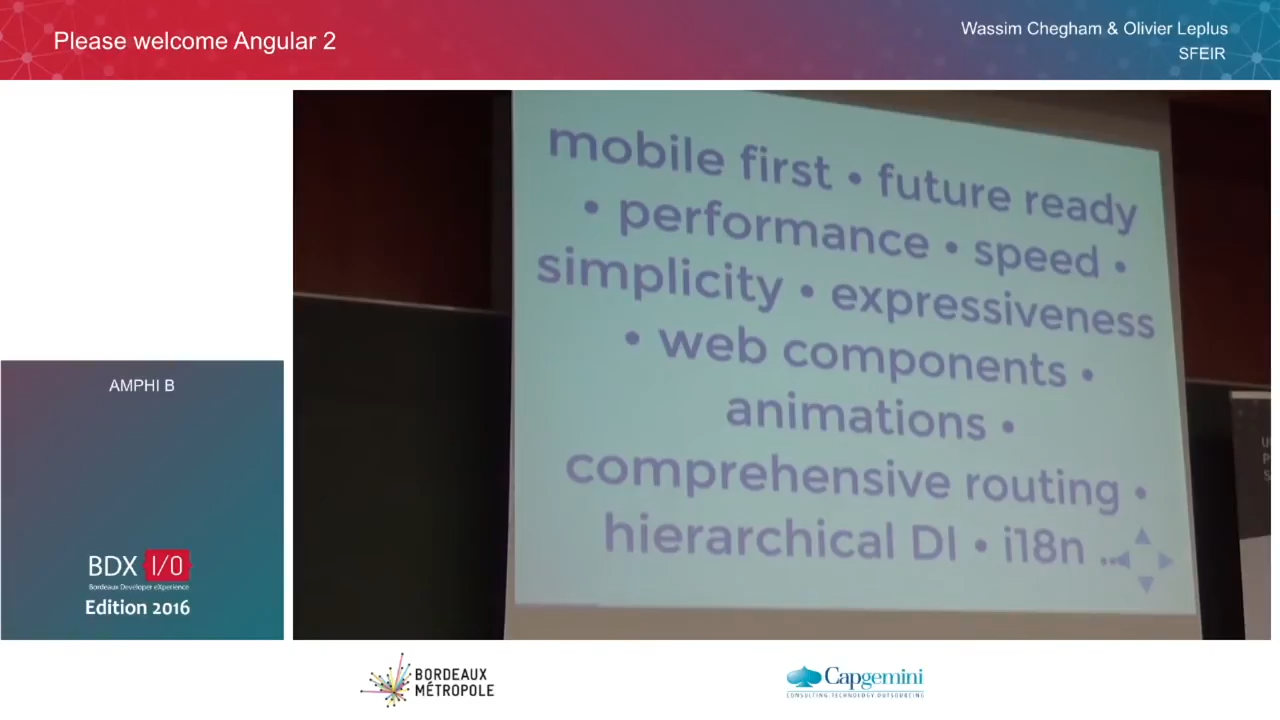 Please welcome Angular 2
Wassim Chegham & Olivier Leplus
SFEIR
mobile first • future ready
• performance • speed •
simplicity • expressiveness
• web components •
animations •
comprehensive routing •
hierarchical DI • i18n ...
AMPHI B
BDX I/O
Bordeaux Developer eXperience
Edition 2016
BORDEAUX
MÉTROPOLE
Capgemini
CONSULTING.TECHNOLOGY.OUTSOURCING